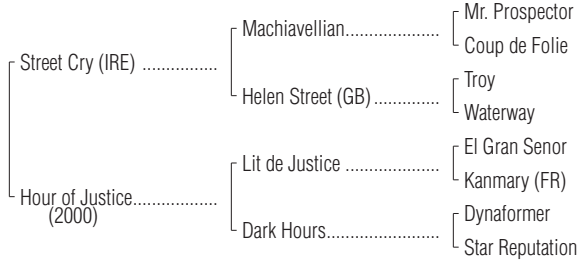 Mr. Prospector
Machiavellian....................
Coup de Folie
Street Cry (IRE) ................
Troy
Helen Street (GB)..............
Waterway
El Gran Senor
Lit de Justice ....................
Kanmary (FR)
Hour of Justice..................
(2000)
Dynaformer
Dark Hours........................
Star Reputation